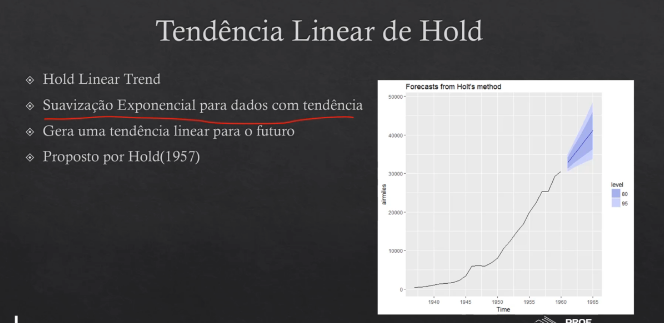 Tendência Linear de Hold
Hold Linear Trend
Suavização Exponencial para dados com tendência
Gera uma tendência linear para o futuro
Proposto por Hold(1957)
Forecasts from Holt's method
50000
40000
30000
20000
10000
0
airmiles
1940 1945 1950 1955 1960 1965
Time
level
80
95
PROF